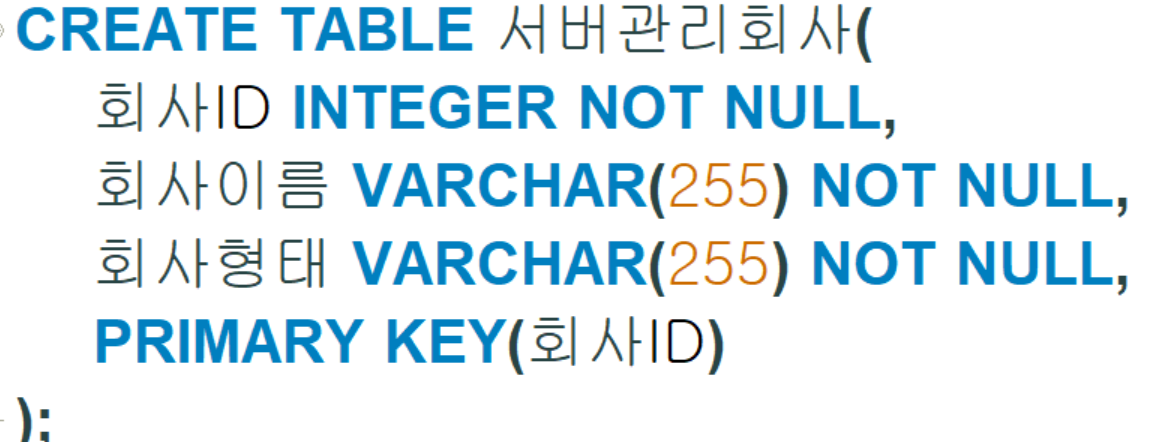 CREATE TABLE 서버관리회사(
회사ID INTEGER NOT NULL,
회사이름 VARCHAR(255) NOT NULL,
회사형태 VARCHAR(255) NOT NULL,
PRIMARY KEY(회사ID)
);